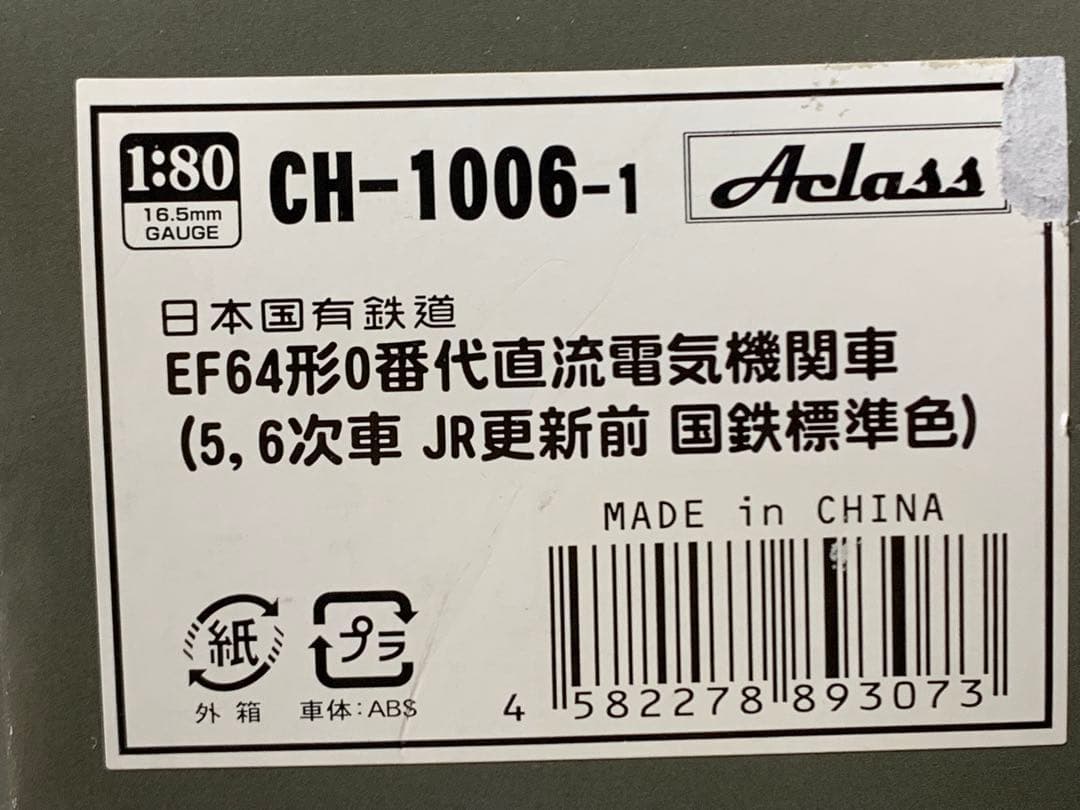 1:80
16.5mm
GAUGE
CH-1006-1
Aclass
日本国有鉄道
EF64形0番代直流電気機関車
(5,6次車 JR更新前 国鉄標準色)
MADE in CHINA
紙
外箱
プラ
車体:ABS
4 582278 893073